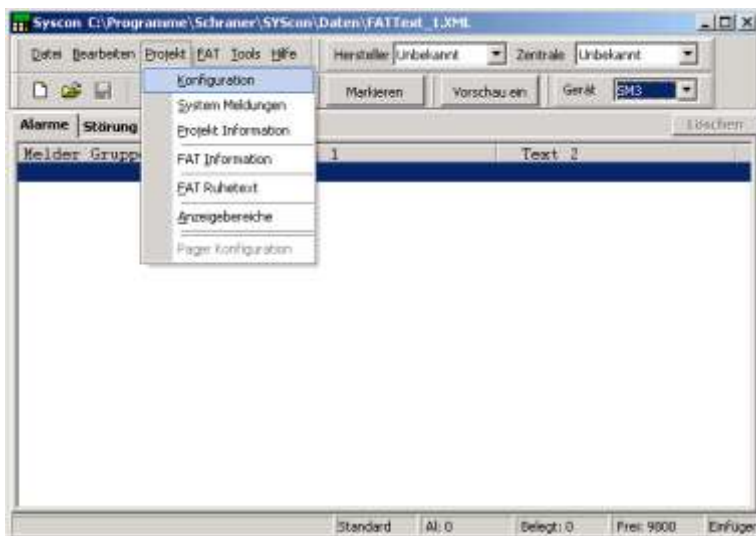 Syscon C:\Programme\Schraner\SYScon\Daten\FATText_1.XML
Datei Bearbeiten Projekt FAT Tools Hilfe
Hersteller Unbekannt Zentrale Unbekannt
Markieren Vorschau ein Gerät SM3
Konfiguration
System Meldungen
Projekt Information
FAT Information
FAT Ruhetext
Anzeigebereiche
Pager Konfiguration
Alarme Störung Löschen
Melder Grupp 1 Text 2
Standard Al: 0 Belegt: 0 Frei: 9800 Einfüge